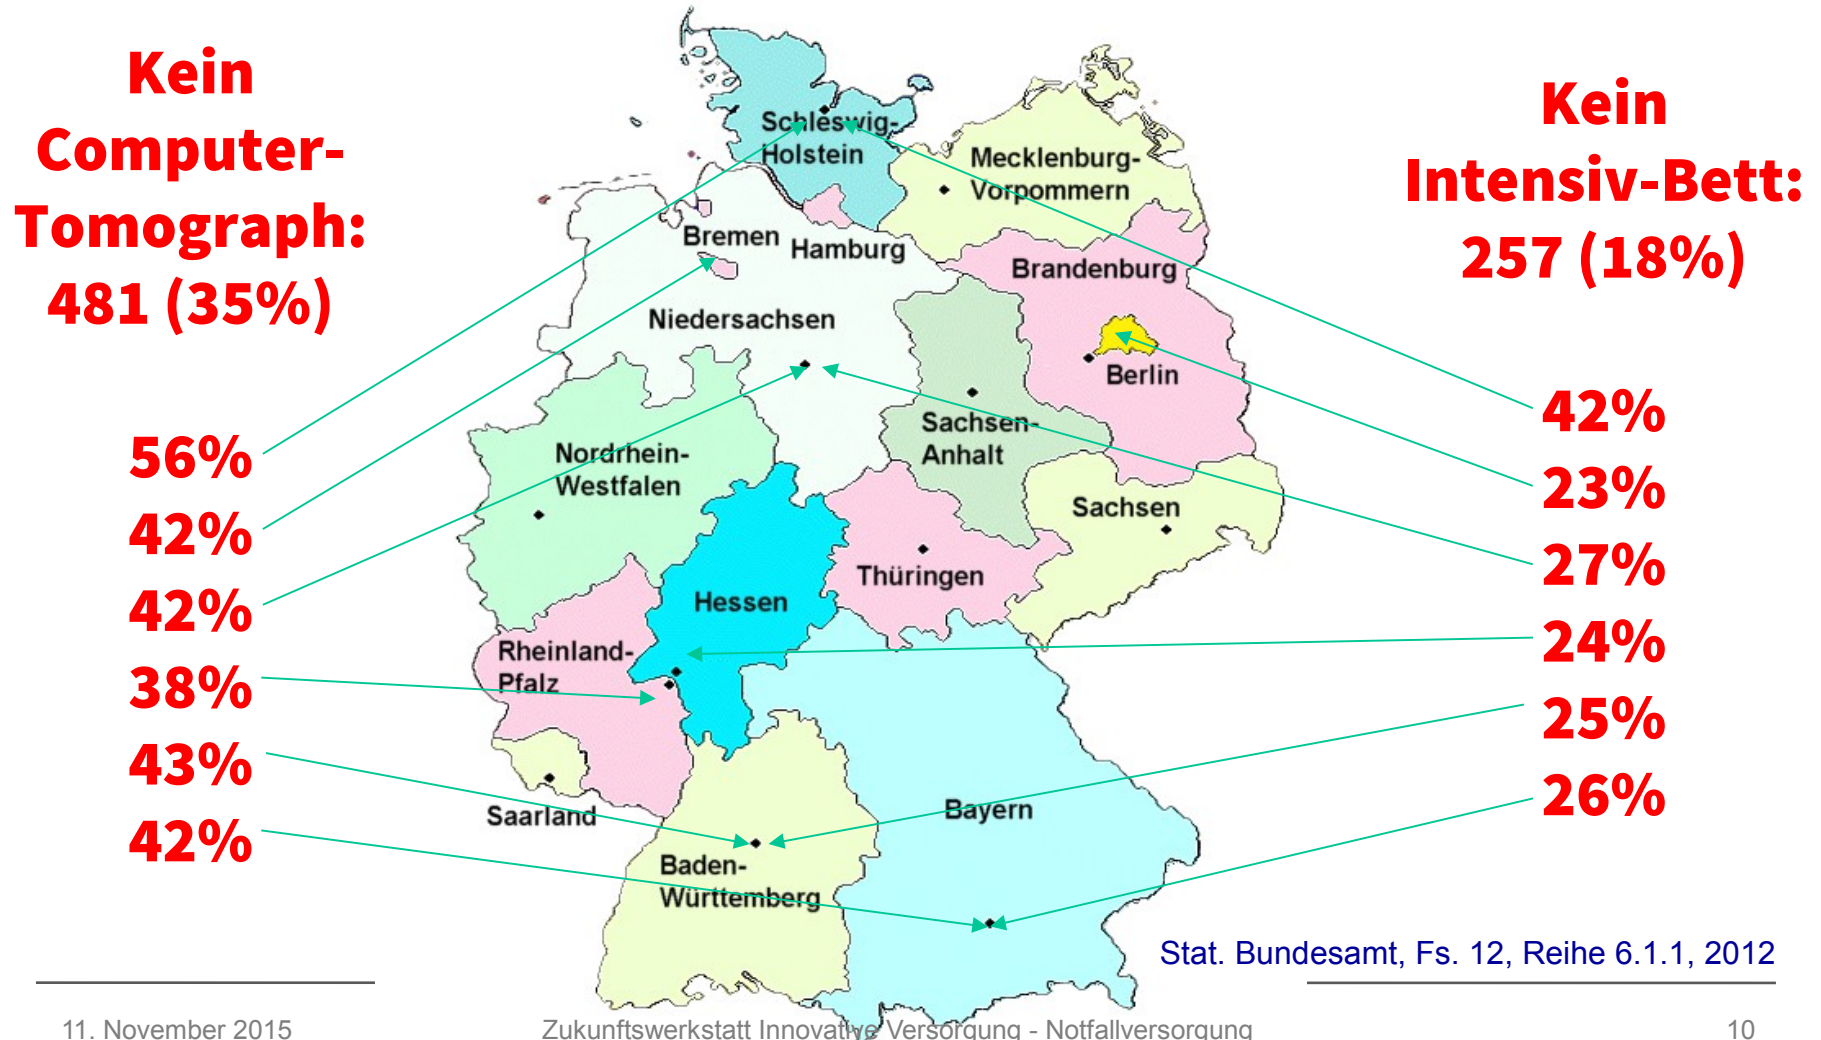 Kein
Computer-
Tomograph:
481 (35%)
56%
42%
42%
38%
43%
42%
Schleswig-
Holstein
Mecklenburg-
Vorpommern
Bremen
Hamburg
Brandenburg
Niedersachsen
Berlin
Sachsen-
Anhalt
Nordrhein-
Westfalen
Sachsen
Thüringen
Hessen
Rheinland-
Pfalz
Saarland
Bayern
Baden-
Württemberg
Kein
Intensiv-Bett:
257 (18%)
42%
23%
27%
24%
25%
26%
Stat. Bundesamt, Fs. 12, Reihe 6.1.1, 2012
11. November 2015
Zukunftswerkstatt Innovative Versorgung - Notfallversorgung
10